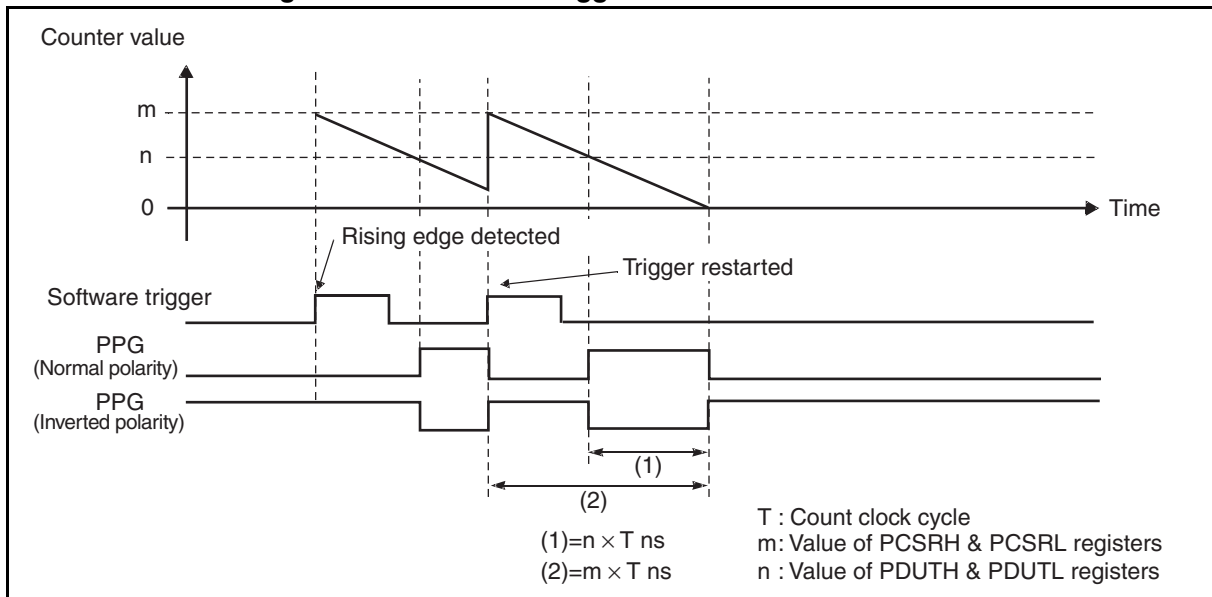 Counter value
m
n
0
Time
Rising edge detected
Trigger restarted
Software trigger
PPG
(Normal polarity)
PPG
(Inverted polarity)
(1)
(2)
(1)=n × T ns
(2)=m × T ns
T : Count clock cycle
m: Value of PCSRH & PCSRL registers
n : Value of PDUTH & PDUTL registers